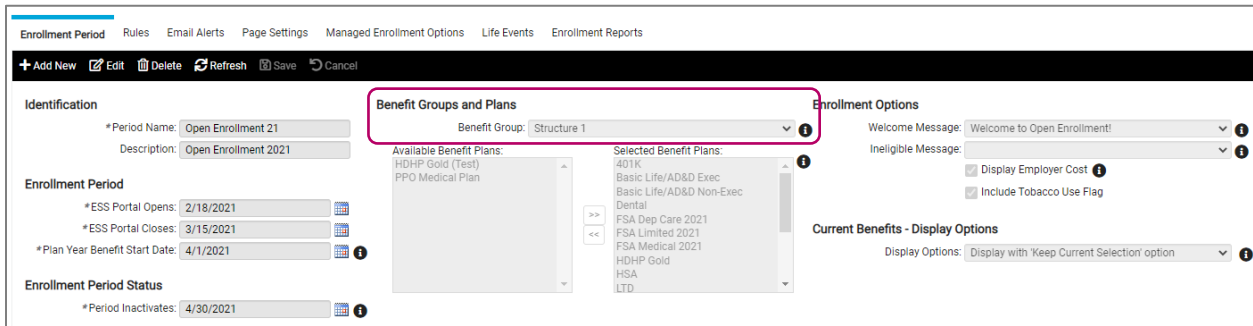 Enrollment Period Rules Email Alerts Page Settings Managed Enrollment Options Life Events Enrollment Reports
Add New Edit Delete Refresh Save Cancel
Identification
*Period Name: Open Enrollment 21
Description: Open Enrollment 2021
Enrollment Period
*ESS Portal Opens: 2/18/2021
*ESS Portal Closes: 3/15/2021
*Plan Year Benefit Start Date: 4/1/2021
Enrollment Period Status
*Period Inactivates: 4/30/2021
Benefit Groups and Plans
Benefit Group: Structure 1
Available Benefit Plans:
HDHP Gold (Test)
PPO Medical Plan
>>
<<
Selected Benefit Plans:
401K
Basic Life/AD&D Exec
Basic Life/AD&D Non-Exec
Dental
FSA Dep Care 2021
FSA Limited 2021
FSA Medical 2021
HDHP Gold
HSA
LTD
Enrollment Options
Welcome Message: Welcome to Open Enrollment!
Ineligible Message:
Display Employer Cost
Include Tobacco Use Flag
Current Benefits - Display Options
Display Options: Display with 'Keep Current Selection' option